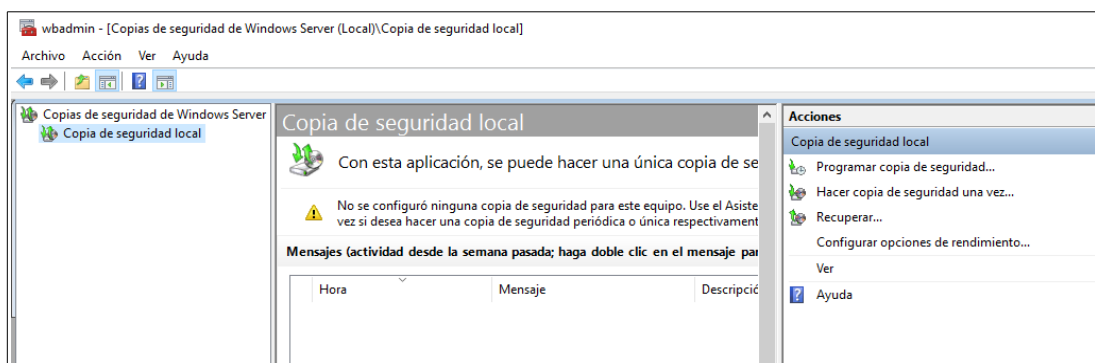 wbadmin - [Copias de seguridad de Windows Server (Local)\Copia de seguridad local]
Archivo Acción Ver Ayuda
Copias de seguridad de Windows Server
Copia de seguridad local
Copia de seguridad local
Con esta aplicación, se puede hacer una única copia de se
No se configuró ninguna copia de seguridad para este equipo. Use el Asiste
vez si desea hacer una copia de seguridad periódica o única respectivament
Mensajes (actividad desde la semana pasada; haga doble clic en el mensaje par
Hora Mensaje Descripció
Acciones
Copia de seguridad local
Programar copia de seguridad...
Hacer copia de seguridad una vez...
Recuperar...
Configurar opciones de rendimiento...
Ver
Ayuda